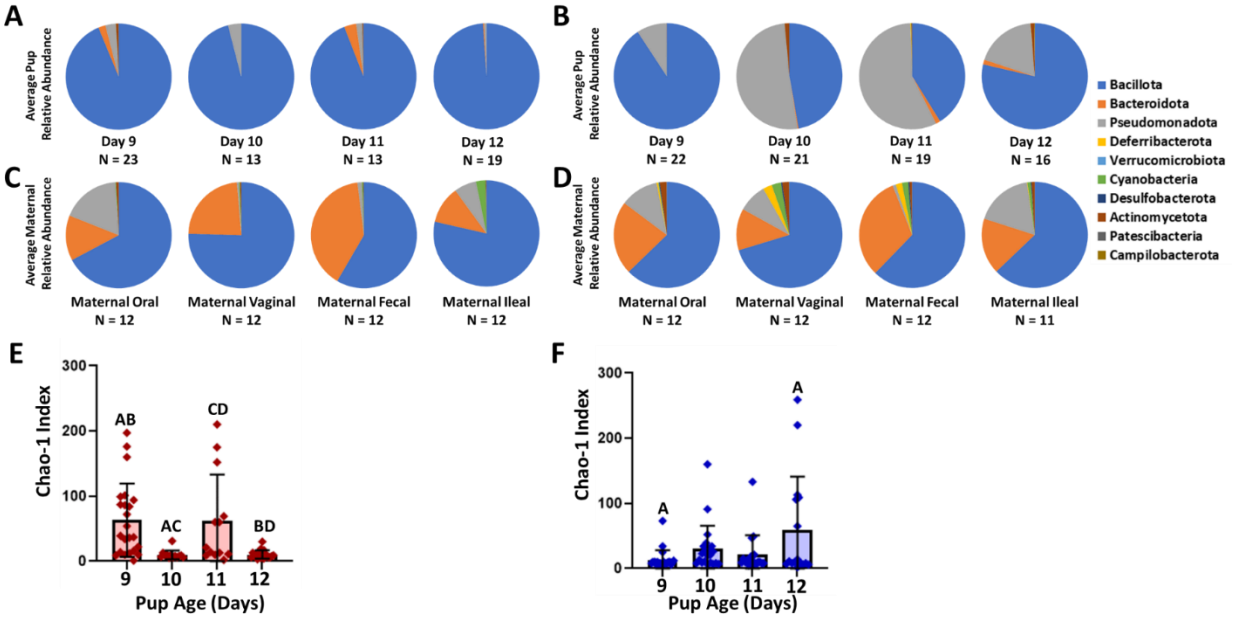 A
B
Average Pup
Relative Abundance
Day 9
N = 23
Day 10
N = 13
Day 11
N = 13
Day 12
N = 19
Average Pup
Relative Abundance
Day 9
N = 22
Day 10
N = 21
Day 11
N = 19
Day 12
N = 16
Bacillota
Bacteroidota
Pseudomonadota
Deferribacterota
Verrucomicrobiota
Cyanobacteria
Desulfobacterota
Actinomycetota
Patescibacteria
Campilobacterota
C
D
Average Maternal
Relative Abundance
Maternal Oral
N = 12
Maternal Vaginal
N = 12
Maternal Fecal
N = 12
Maternal Ileal
N = 12
Average Maternal
Relative Abundance
Maternal Oral
N = 12
Maternal Vaginal
N = 12
Maternal Fecal
N = 12
Maternal Ileal
N = 11
E
Chao-1 Index
300
200
100
0
AB
AC
CD
BD
9
10
11
12
Pup Age (Days)
F
Chao-1 Index
300
200
100
0
A
A
9
10
11
12
Pup Age (Days)